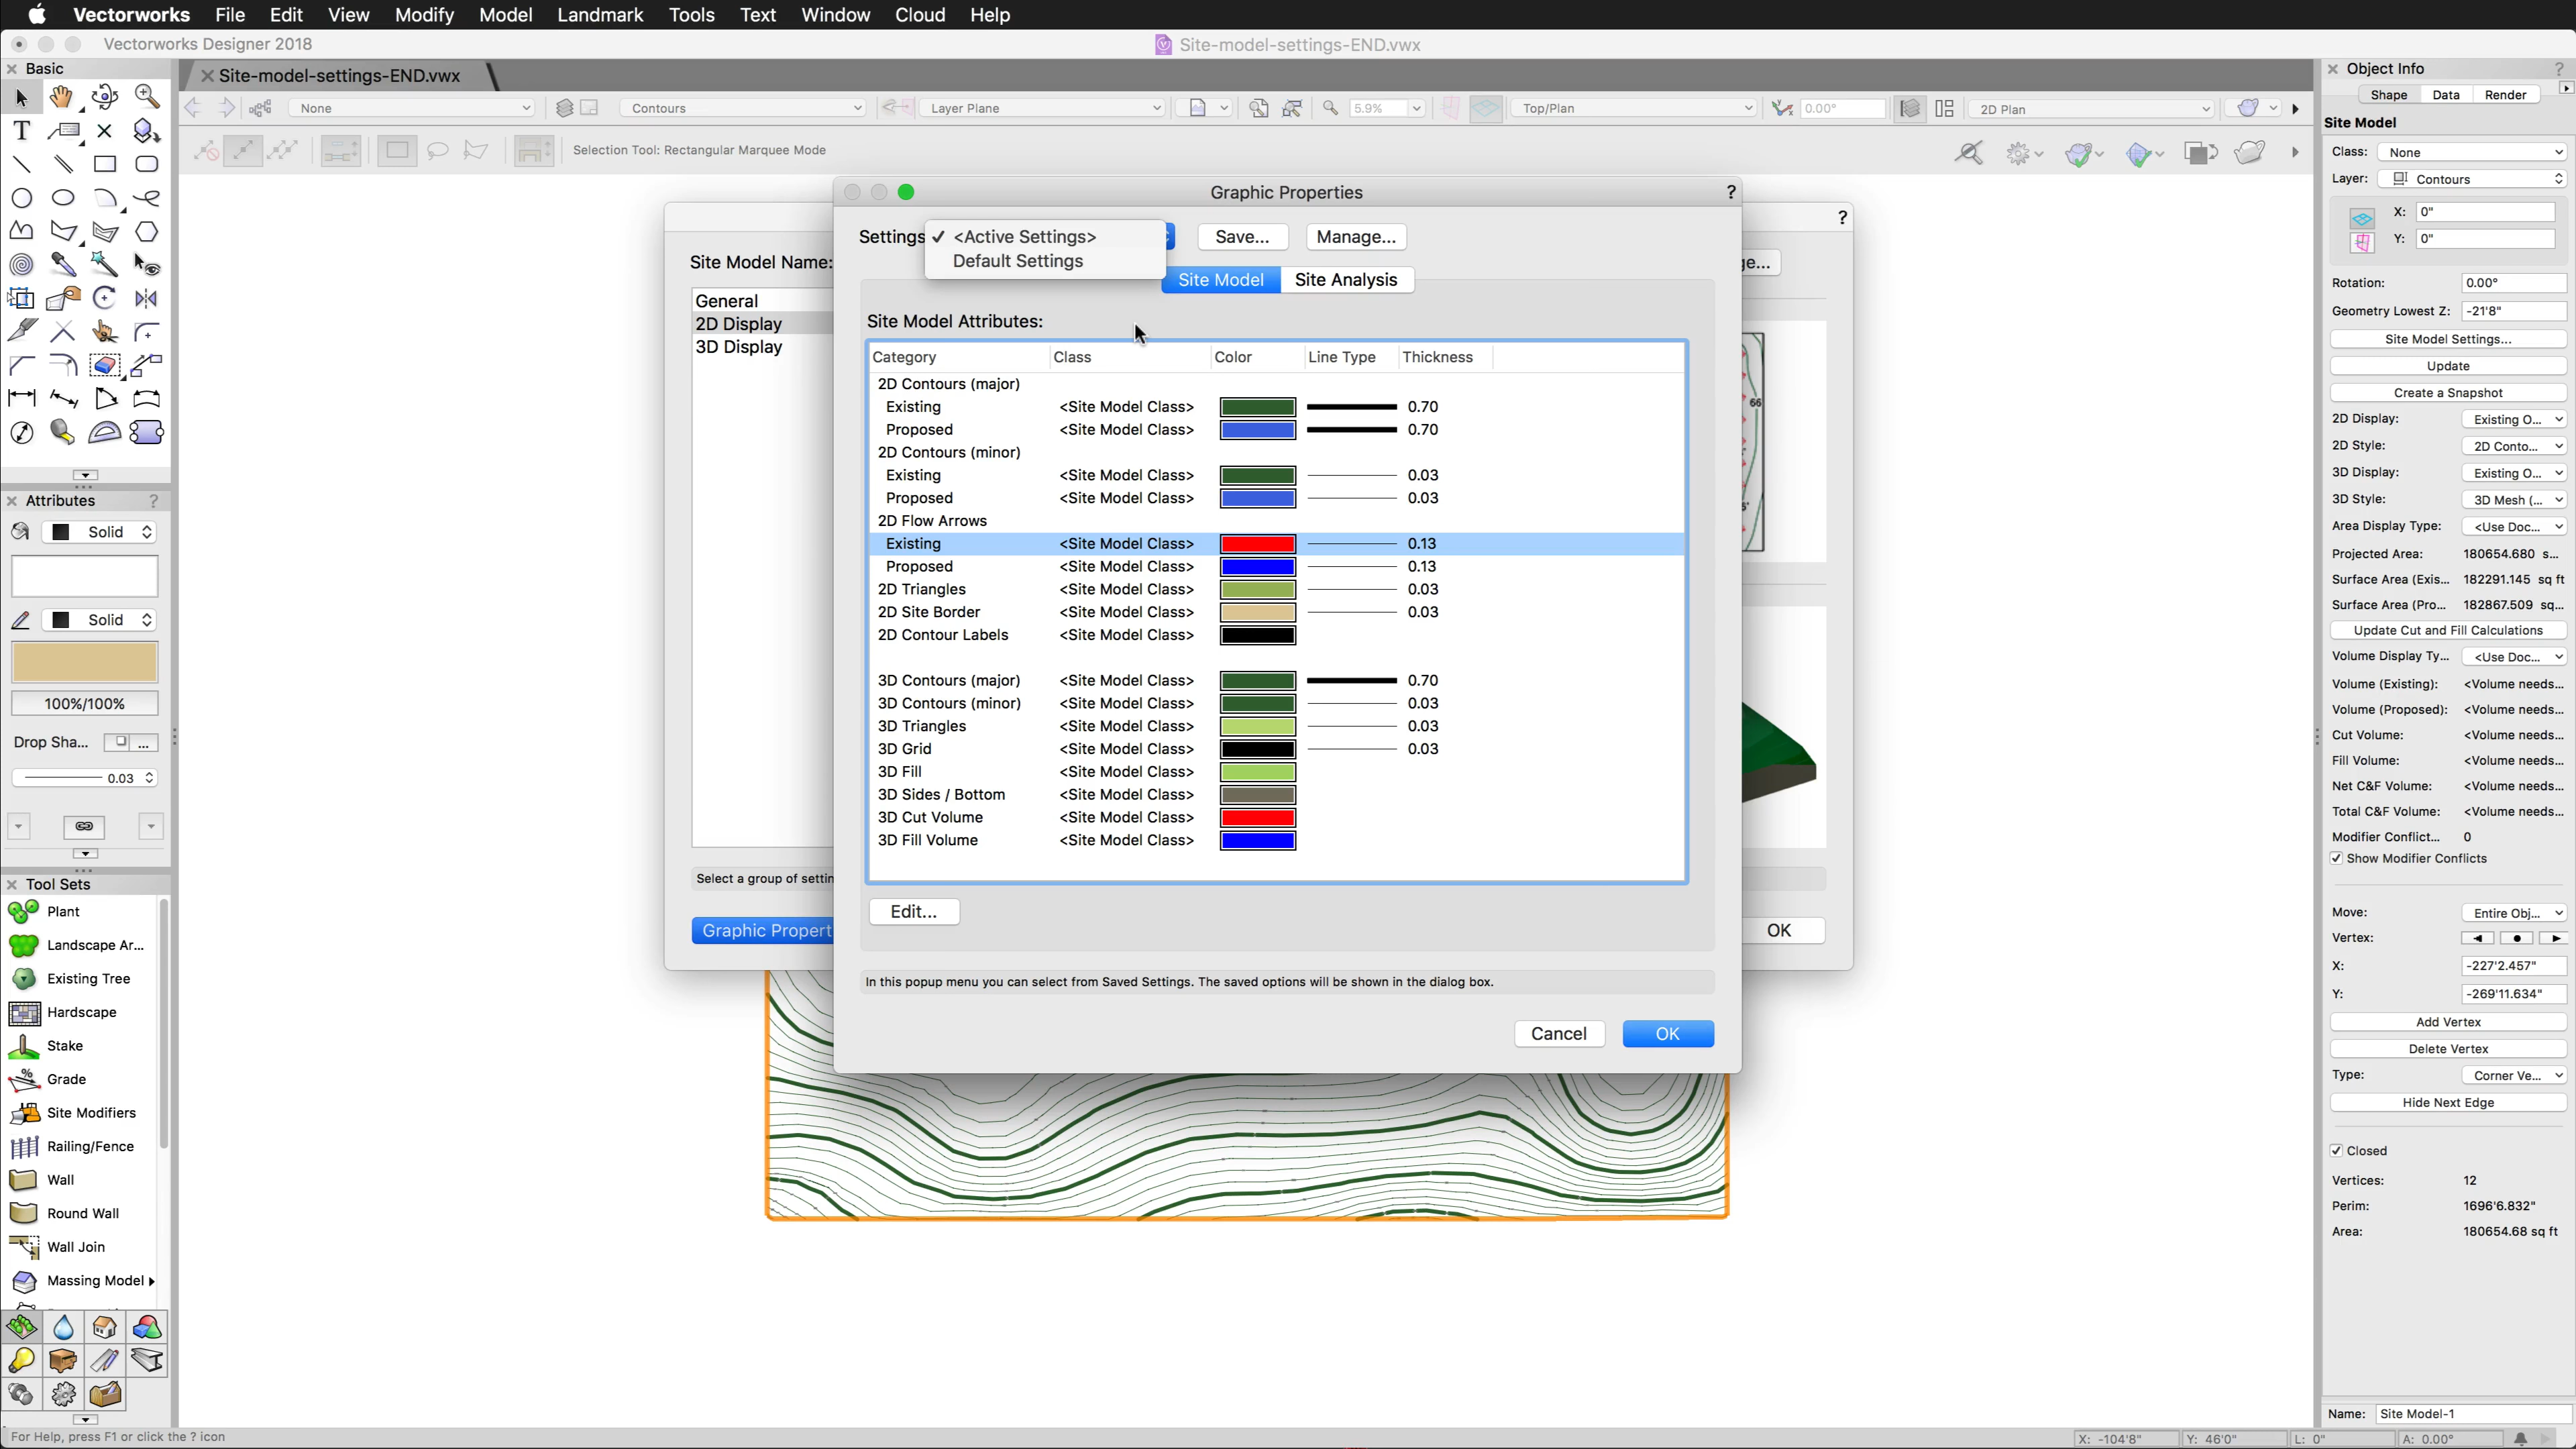 Vectorworks File Edit View Modify Model Landmark Tools Text Window Cloud Help
Vectorworks Designer 2018
Site-model-settings-END.vwx
Basic
Site-model-settings-END.vwx
None
Contours
Layer Plane
5.9%
Top/Plan
0.00°
2D Plan
Selection Tool: Rectangular Marquee Mode
Attributes ?
Solid
Solid
100%/100%
Drop Sha...
...
0.03
Tool Sets
Plant
Landscape Ar...
Existing Tree
Hardscape
Stake
Grade
Site Modifiers
Railing/Fence
Wall
Round Wall
Wall Join
Massing Model
For Help, press F1 or click the ? icon
?
Site Model Name:
ge...
General
2D Display
3D Display
66
Select a group of settin
Graphic Propert
OK
Graphic Properties ?
Settings
✓ <Active Settings>
Default Settings
Save...
Manage...
Site Model
Site Analysis
Site Model Attributes:
Category Class Color Line Type Thickness
2D Contours (major)
Existing <Site Model Class> 0.70
Proposed <Site Model Class> 0.70
2D Contours (minor)
Existing <Site Model Class> 0.03
Proposed <Site Model Class> 0.03
2D Flow Arrows
Existing <Site Model Class> 0.13
Proposed <Site Model Class> 0.13
2D Triangles <Site Model Class> 0.03
2D Site Border <Site Model Class> 0.03
2D Contour Labels <Site Model Class>
3D Contours (major) <Site Model Class> 0.70
3D Contours (minor) <Site Model Class> 0.03
3D Triangles <Site Model Class> 0.03
3D Grid <Site Model Class> 0.03
3D Fill <Site Model Class>
3D Sides / Bottom <Site Model Class>
3D Cut Volume <Site Model Class>
3D Fill Volume <Site Model Class>
Edit...
In this popup menu you can select from Saved Settings. The saved options will be shown in the dialog box.
Cancel
OK
Object Info ?
Shape Data Render
Site Model
Class: None
Layer: Contours
X: 0"
Y: 0"
Rotation: 0.00°
Geometry Lowest Z: -21'8"
Site Model Settings...
Update
Create a Snapshot
2D Display: Existing O...
2D Style: 2D Conto...
3D Display: Existing O...
3D Style: 3D Mesh (...
Area Display Type: <Use Doc...
Projected Area: 180654.680 s...
Surface Area (Exis... 182291.145 sq ft
Surface Area (Pro... 182867.509 sq...
Update Cut and Fill Calculations
Volume Display Ty... <Use Doc...
Volume (Existing): <Volume needs...
Volume (Proposed): <Volume needs...
Cut Volume: <Volume needs...
Fill Volume: <Volume needs...
Net C&F Volume: <Volume needs...
Total C&F Volume: <Volume needs...
Modifier Conflict... 0
Show Modifier Conflicts
Move: Entire Obj...
Vertex:
X: -227'2.457"
Y: -269'11.634"
Add Vertex
Delete Vertex
Type: Corner Ve...
Hide Next Edge
Closed
Vertices: 12
Perim: 1696'6.832"
Area: 180654.68 sq ft
Name: Site Model-1
X: -104'8" Y: 46'0" L: 0" A: 0.00°